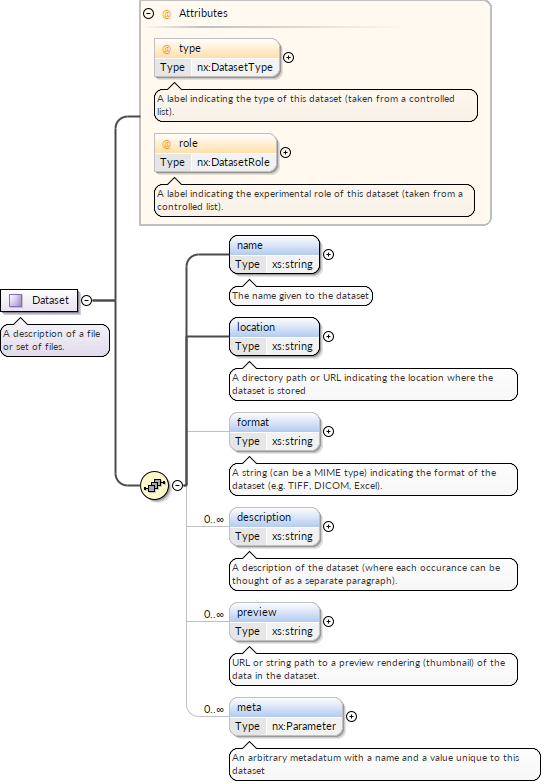 Attributes
type
Type nx:DatasetType
A label indicating the type of this dataset (taken from a controlled
list).
role
Type nx:DatasetRole
A label indicating the experimental role of this dataset (taken from a
controlled list).
Dataset
A description of a file
or set of files.
name
Type xs:string
The name given to the dataset
location
Type xs:string
A directory path or URL indicating the location where the
dataset is stored
format
Type xs:string
A string (can be a MIME type) indicating the format of the
dataset (e.g. TIFF, DICOM, Excel).
0..∞ description
Type xs:string
A description of the dataset (where each occurance can be
thought of as a separate paragraph).
0..∞ preview
Type xs:string
URL or string path to a preview rendering (thumbnail) of the
data in the dataset.
0..∞ meta
Type nx:Parameter
An arbitrary metadatum with a name and a value unique to this
dataset